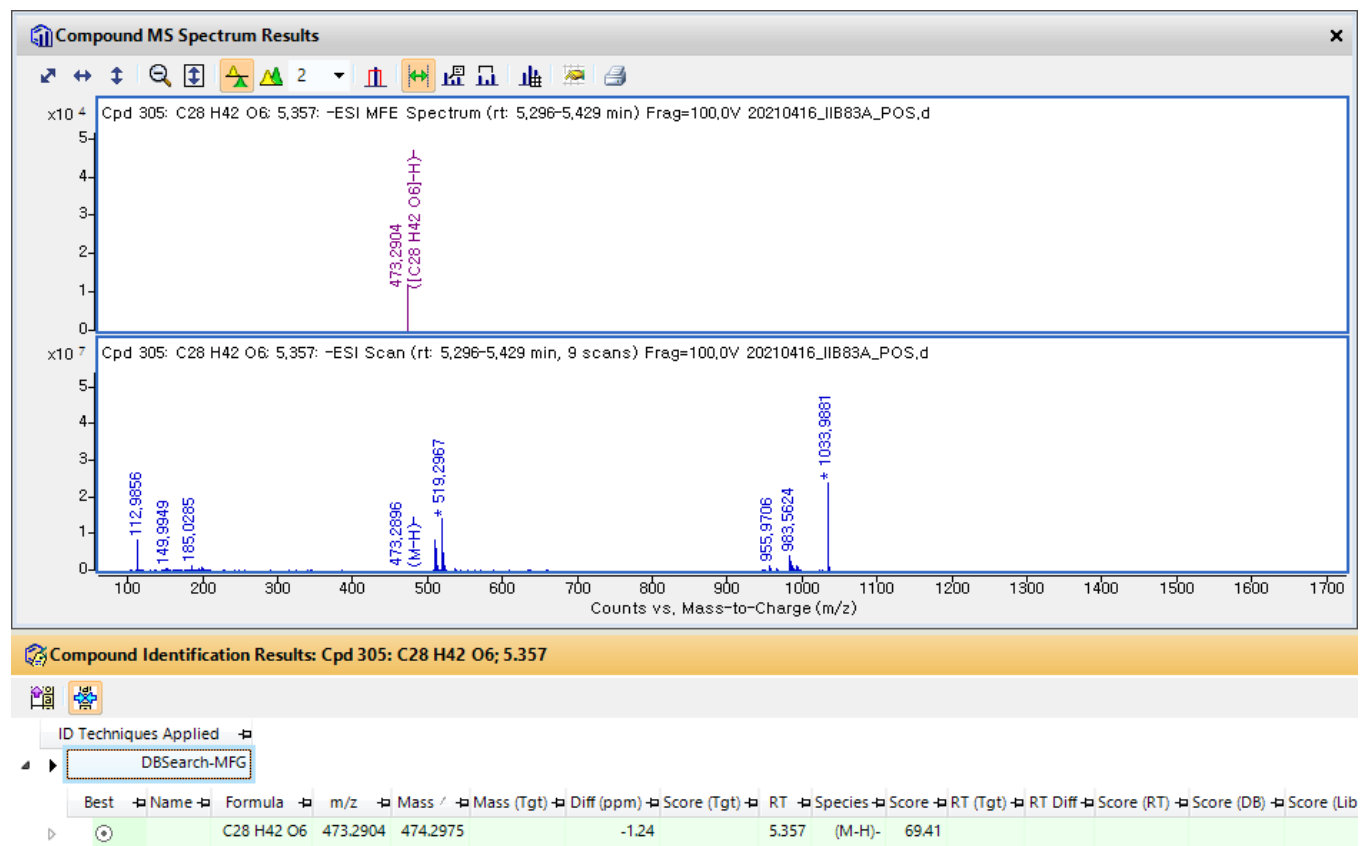 Compound MS Spectrum Results
2
x10 4
Cpd 305: C28 H42 O6; 5,357: -ESI MFE Spectrum (rt: 5,296-5,429 min) Frag=100,0V 20210416_IIB83A_POS,d
5
4
3
2
1
0
473,2904
([C28 H42 O6]-H)-
x10 7
Cpd 305: C28 H42 O6; 5,357: -ESI Scan (rt: 5,296-5,429 min, 9 scans) Frag=100,0V 20210416_IIB83A_POS,d
5
4
3
2
1
0
112,9856
149,9949
185,0285
473,2896
(M-H)-
* 519,2967
955,9706
983,5624
* 1033,9881
100 200 300 400 500 600 700 800 900 1000 1100 1200 1300 1400 1500 1600 1700
Counts vs, Mass-to-Charge (m/z)
Compound Identification Results: Cpd 305: C28 H42 O6; 5.357
ID Techniques Applied
DBSearch-MFG
Best Name Formula m/z Mass Mass (Tgt) Diff (ppm) Score (Tgt) RT Species Score RT (Tgt) RT Diff Score (RT) Score (DB) Score (Lib
C28 H42 O6 473.2904 474.2975 -1.24 5.357 (M-H)- 69.41